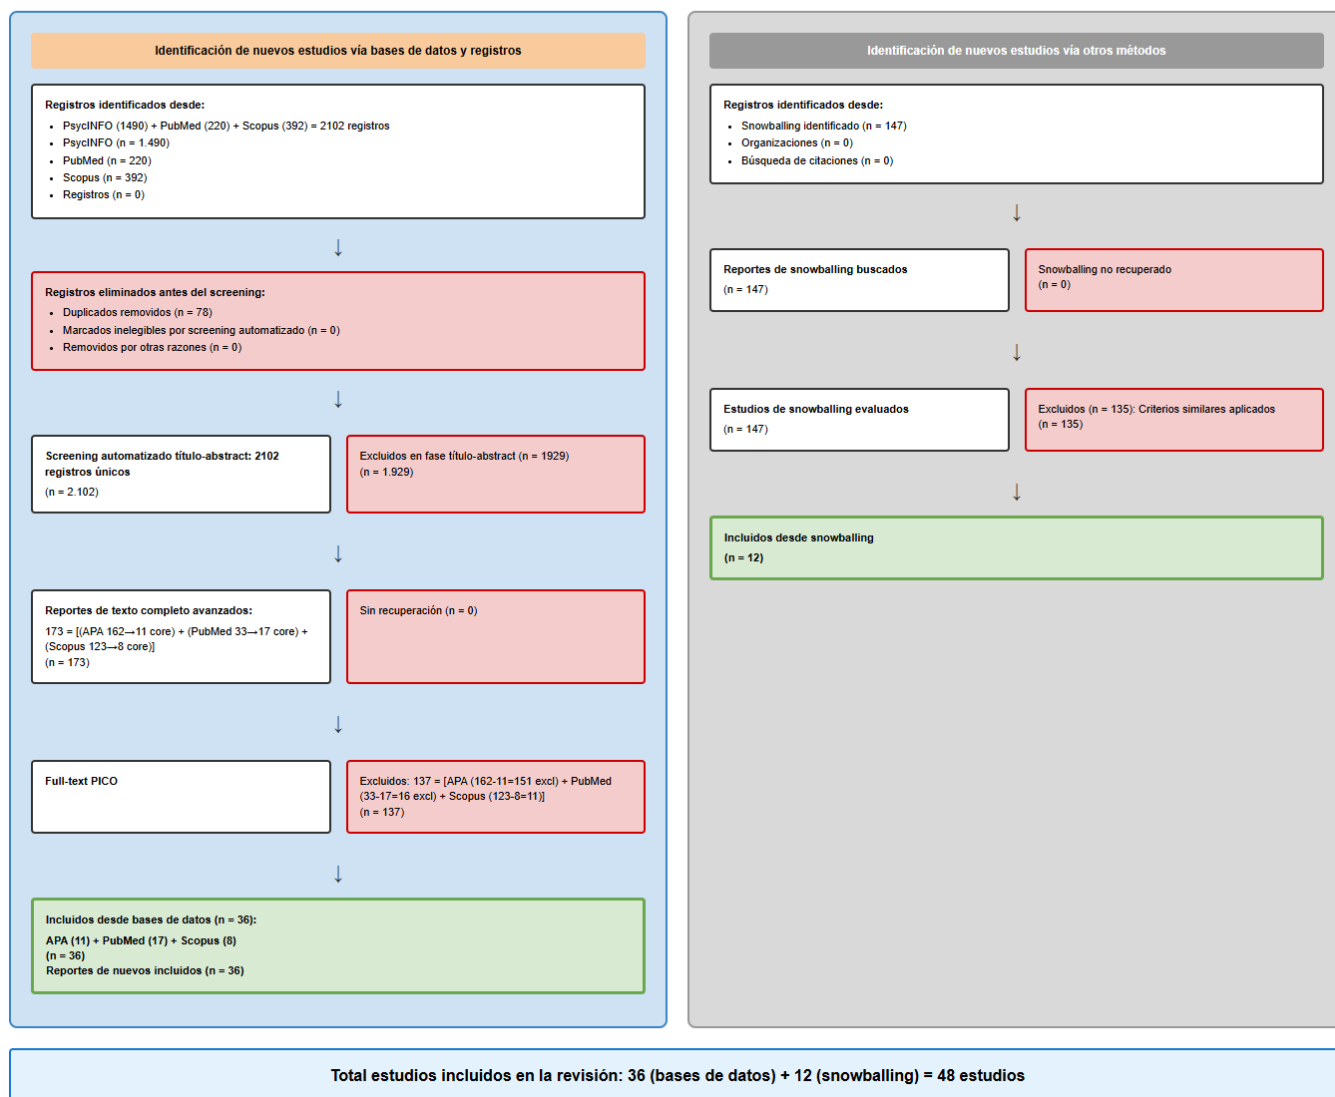 Identificación de nuevos estudios vía bases de datos y registros
Registros identificados desde:
• PsycINFO (1490) + PubMed (220) + Scopus (392) = 2102 registros
• PsycINFO (n = 1.490)
• PubMed (n = 220)
• Scopus (n = 392)
• Registros (n = 0)
↓
Registros eliminados antes del screening:
• Duplicados removidos (n = 78)
• Marcados inelegibles por screening automatizado (n = 0)
• Removidos por otras razones (n = 0)
↓
Screening automatizado título-abstract: 2102
registros únicos
(n = 2.102)
Excluidos en fase título-abstract (n = 1929)
(n = 1.929)
↓
Reportes de texto completo avanzados:
173 = [(APA 162→11 core) + (PubMed 33→17 core) +
(Scopus 123→8 core)]
(n = 173)
Sin recuperación (n = 0)
↓
Full-text PICO
Excluidos: 137 = [APA (162-11=151 excl) + PubMed
(33-17=16 excl) + Scopus (123-8=11)]
(n = 137)
↓
Incluidos desde bases de datos (n = 36):
APA (11) + PubMed (17) + Scopus (8)
(n = 36)
Reportes de nuevos incluidos (n = 36)
Identificación de nuevos estudios vía otros métodos
Registros identificados desde:
• Snowballing identificado (n = 147)
• Organizaciones (n = 0)
• Búsqueda de citaciones (n = 0)
↓
Reportes de snowballing buscados
(n = 147)
Snowballing no recuperado
(n = 0)
↓
Estudios de snowballing evaluados
(n = 147)
Excluidos (n = 135): Criterios similares aplicados
(n = 135)
↓
Incluidos desde snowballing
(n = 12)
Total estudios incluidos en la revisión: 36 (bases de datos) + 12 (snowballing) = 48 estudios